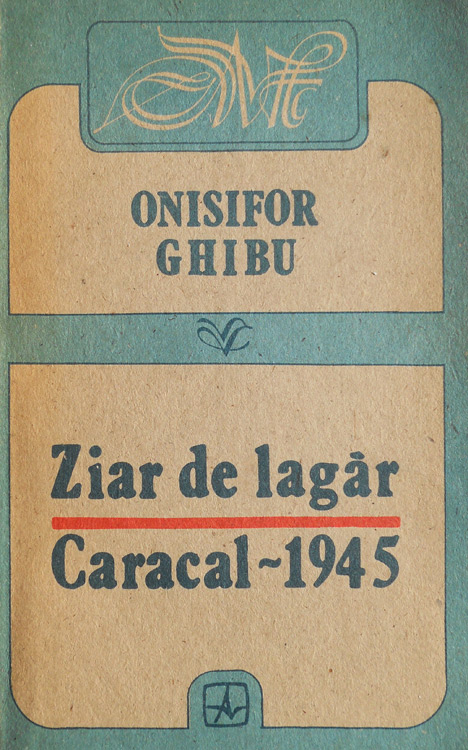 ONISIFOR
GHIBU
Ziar de lagăr
Caracal~1945